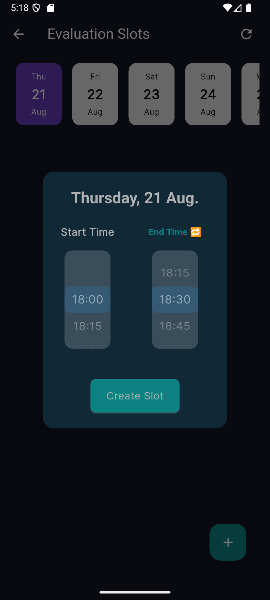 5:18
Evaluation Slots
Thu Fri Sat Sun
21 22 23 24
Aug Aug Aug Aug
Thursday, 21 Aug.
Start Time End Time 🔁
18:15
18:00 18:30
18:15 18:45
Create Slot
+